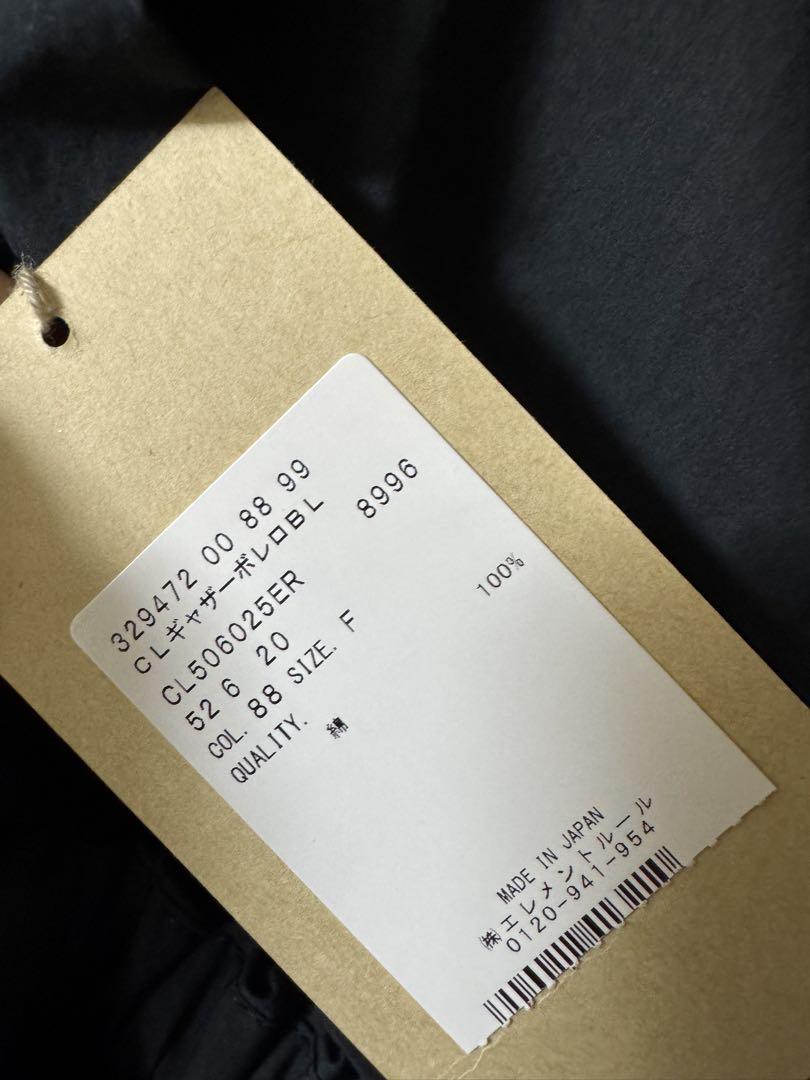 329472 00 88 99
CLギャザーボレロBL 8996
CL506025ER
52 6 20
COL. 88 SIZE. F
QUALITY. 綿 100%
MADE IN JAPAN
㈱エレメントルール
0120-941-954